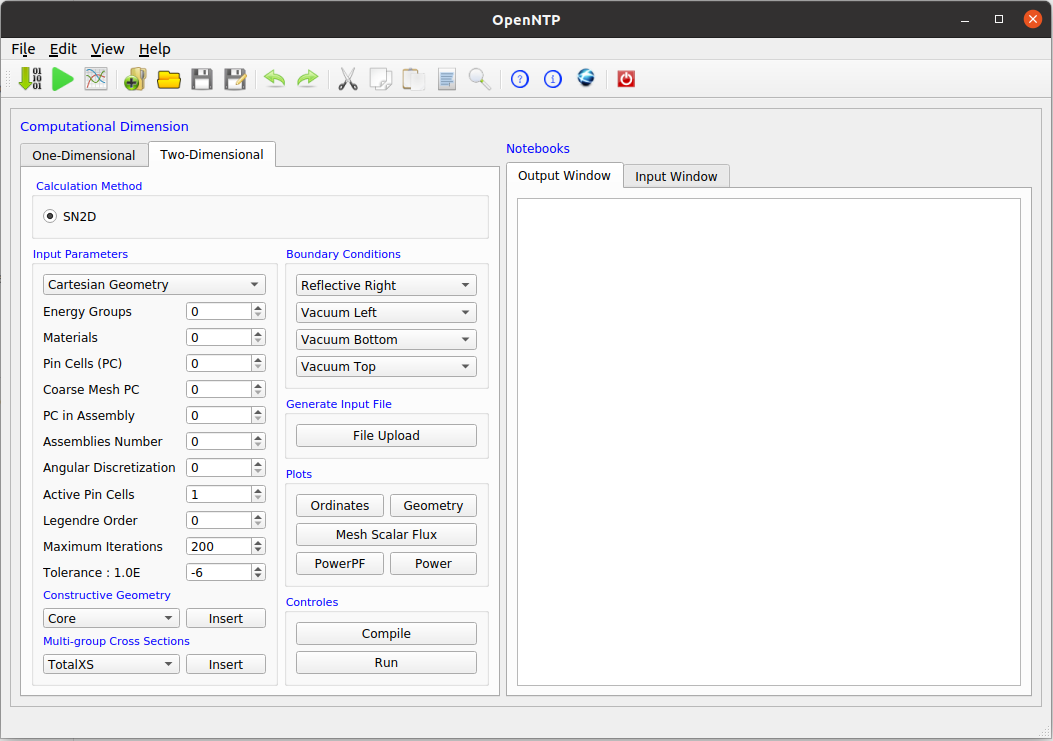 OpenNTP
File Edit View Help
Computational Dimension
One-Dimensional Two-Dimensional
Calculation Method
SN2D
Input Parameters
Cartesian Geometry
Energy Groups 0
Materials 0
Pin Cells (PC) 0
Coarse Mesh PC 0
PC in Assembly 0
Assemblies Number 0
Angular Discretization 0
Active Pin Cells 1
Legendre Order 0
Maximum Iterations 200
Tolerance : 1.0E -6
Constructive Geometry
Core Insert
Multi-group Cross Sections
TotalXS Insert
Boundary Conditions
Reflective Right
Vacuum Left
Vacuum Bottom
Vacuum Top
Generate Input File
File Upload
Plots
Ordinates Geometry
Mesh Scalar Flux
PowerPF Power
Controles
Compile
Run
Notebooks
Output Window Input Window